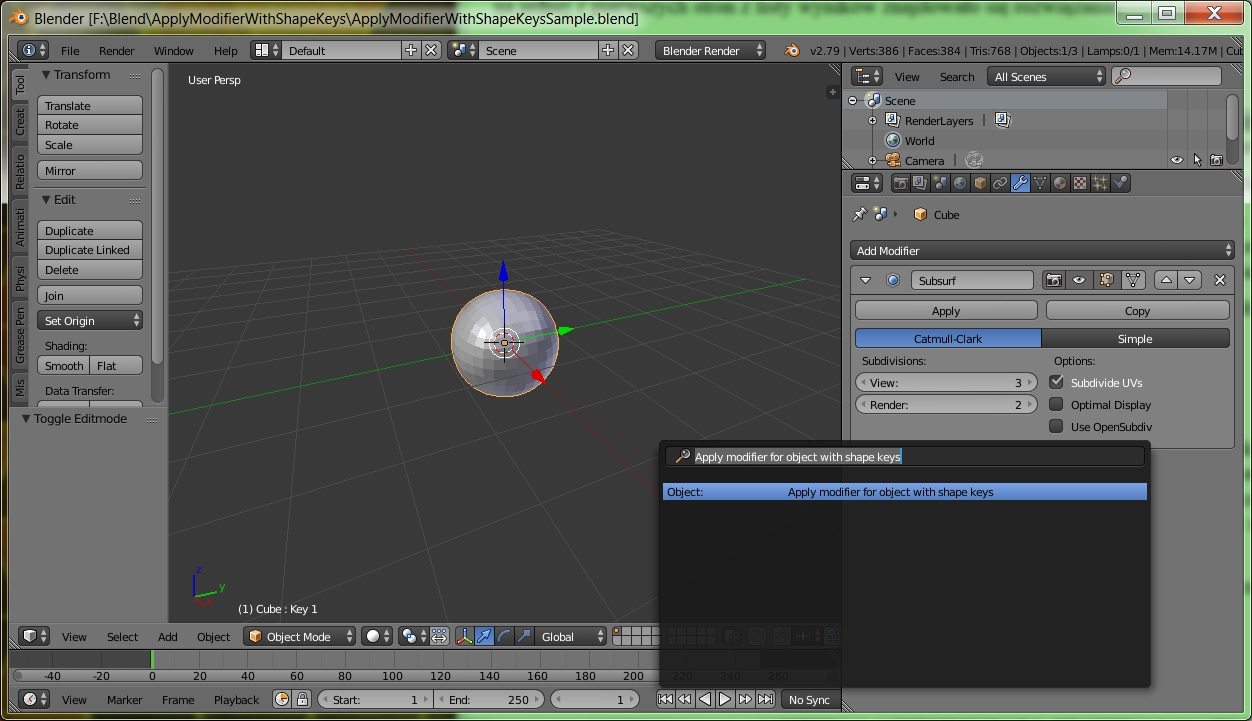 Blender [F:\Blend\ApplyModifierWithShapeKeys\ApplyModifierWithShapeKeysSample.blend]
File Render Window Help Default Scene Blender Render v2.79 | Verts:386 | Faces:384 | Tris:768 | Objects:1/3 | Lamps:0/1 | Mem:14.17M | Cu
Tool
Creat
Relatio
Animati
Physi
Grease Pen
Mis
Transform
Translate
Rotate
Scale
Mirror
Edit
Duplicate
Duplicate Linked
Delete
Join
Set Origin
Shading:
Smooth Flat
Data Transfer:
Toggle Editmode
User Persp
(1) Cube : Key 1
View Search All Scenes
Scene
RenderLayers
World
Camera
Cube
Add Modifier
Subsurf
Apply Copy
Catmull-Clark Simple
Subdivisions: Options:
View: 3 Subdivide UVs
Render: 2 Optimal Display
Use OpenSubdiv
Apply modifier for object with shape keys
Object: Apply modifier for object with shape keys
View Select Add Object Object Mode Global
-40 -20 0 20 40 60 80 100 120 140 160 180 200 220 240 260
View Marker Frame Playback Start: 1 End: 250 1 No Sync
z
y
x